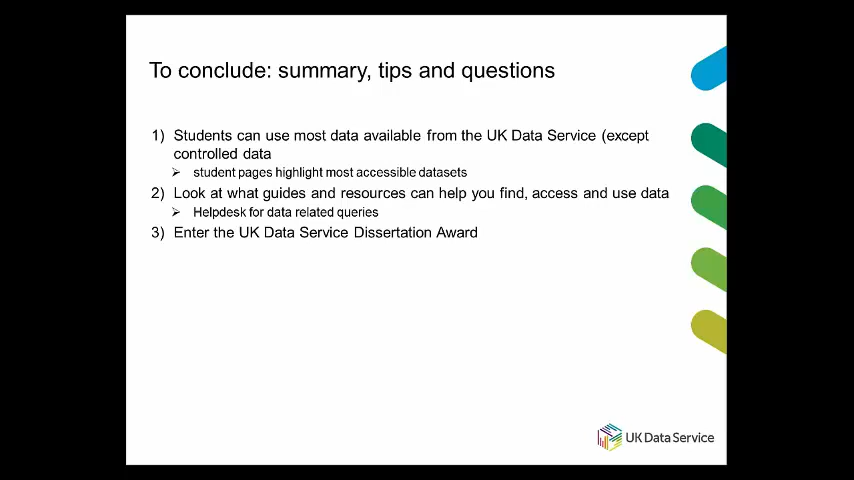 To conclude: summary, tips and questions
1) Students can use most data available from the UK Data Service (except
controlled data
➢ student pages highlight most accessible datasets
2) Look at what guides and resources can help you find, access and use data
➢ Helpdesk for data related queries
3) Enter the UK Data Service Dissertation Award
UK Data Service